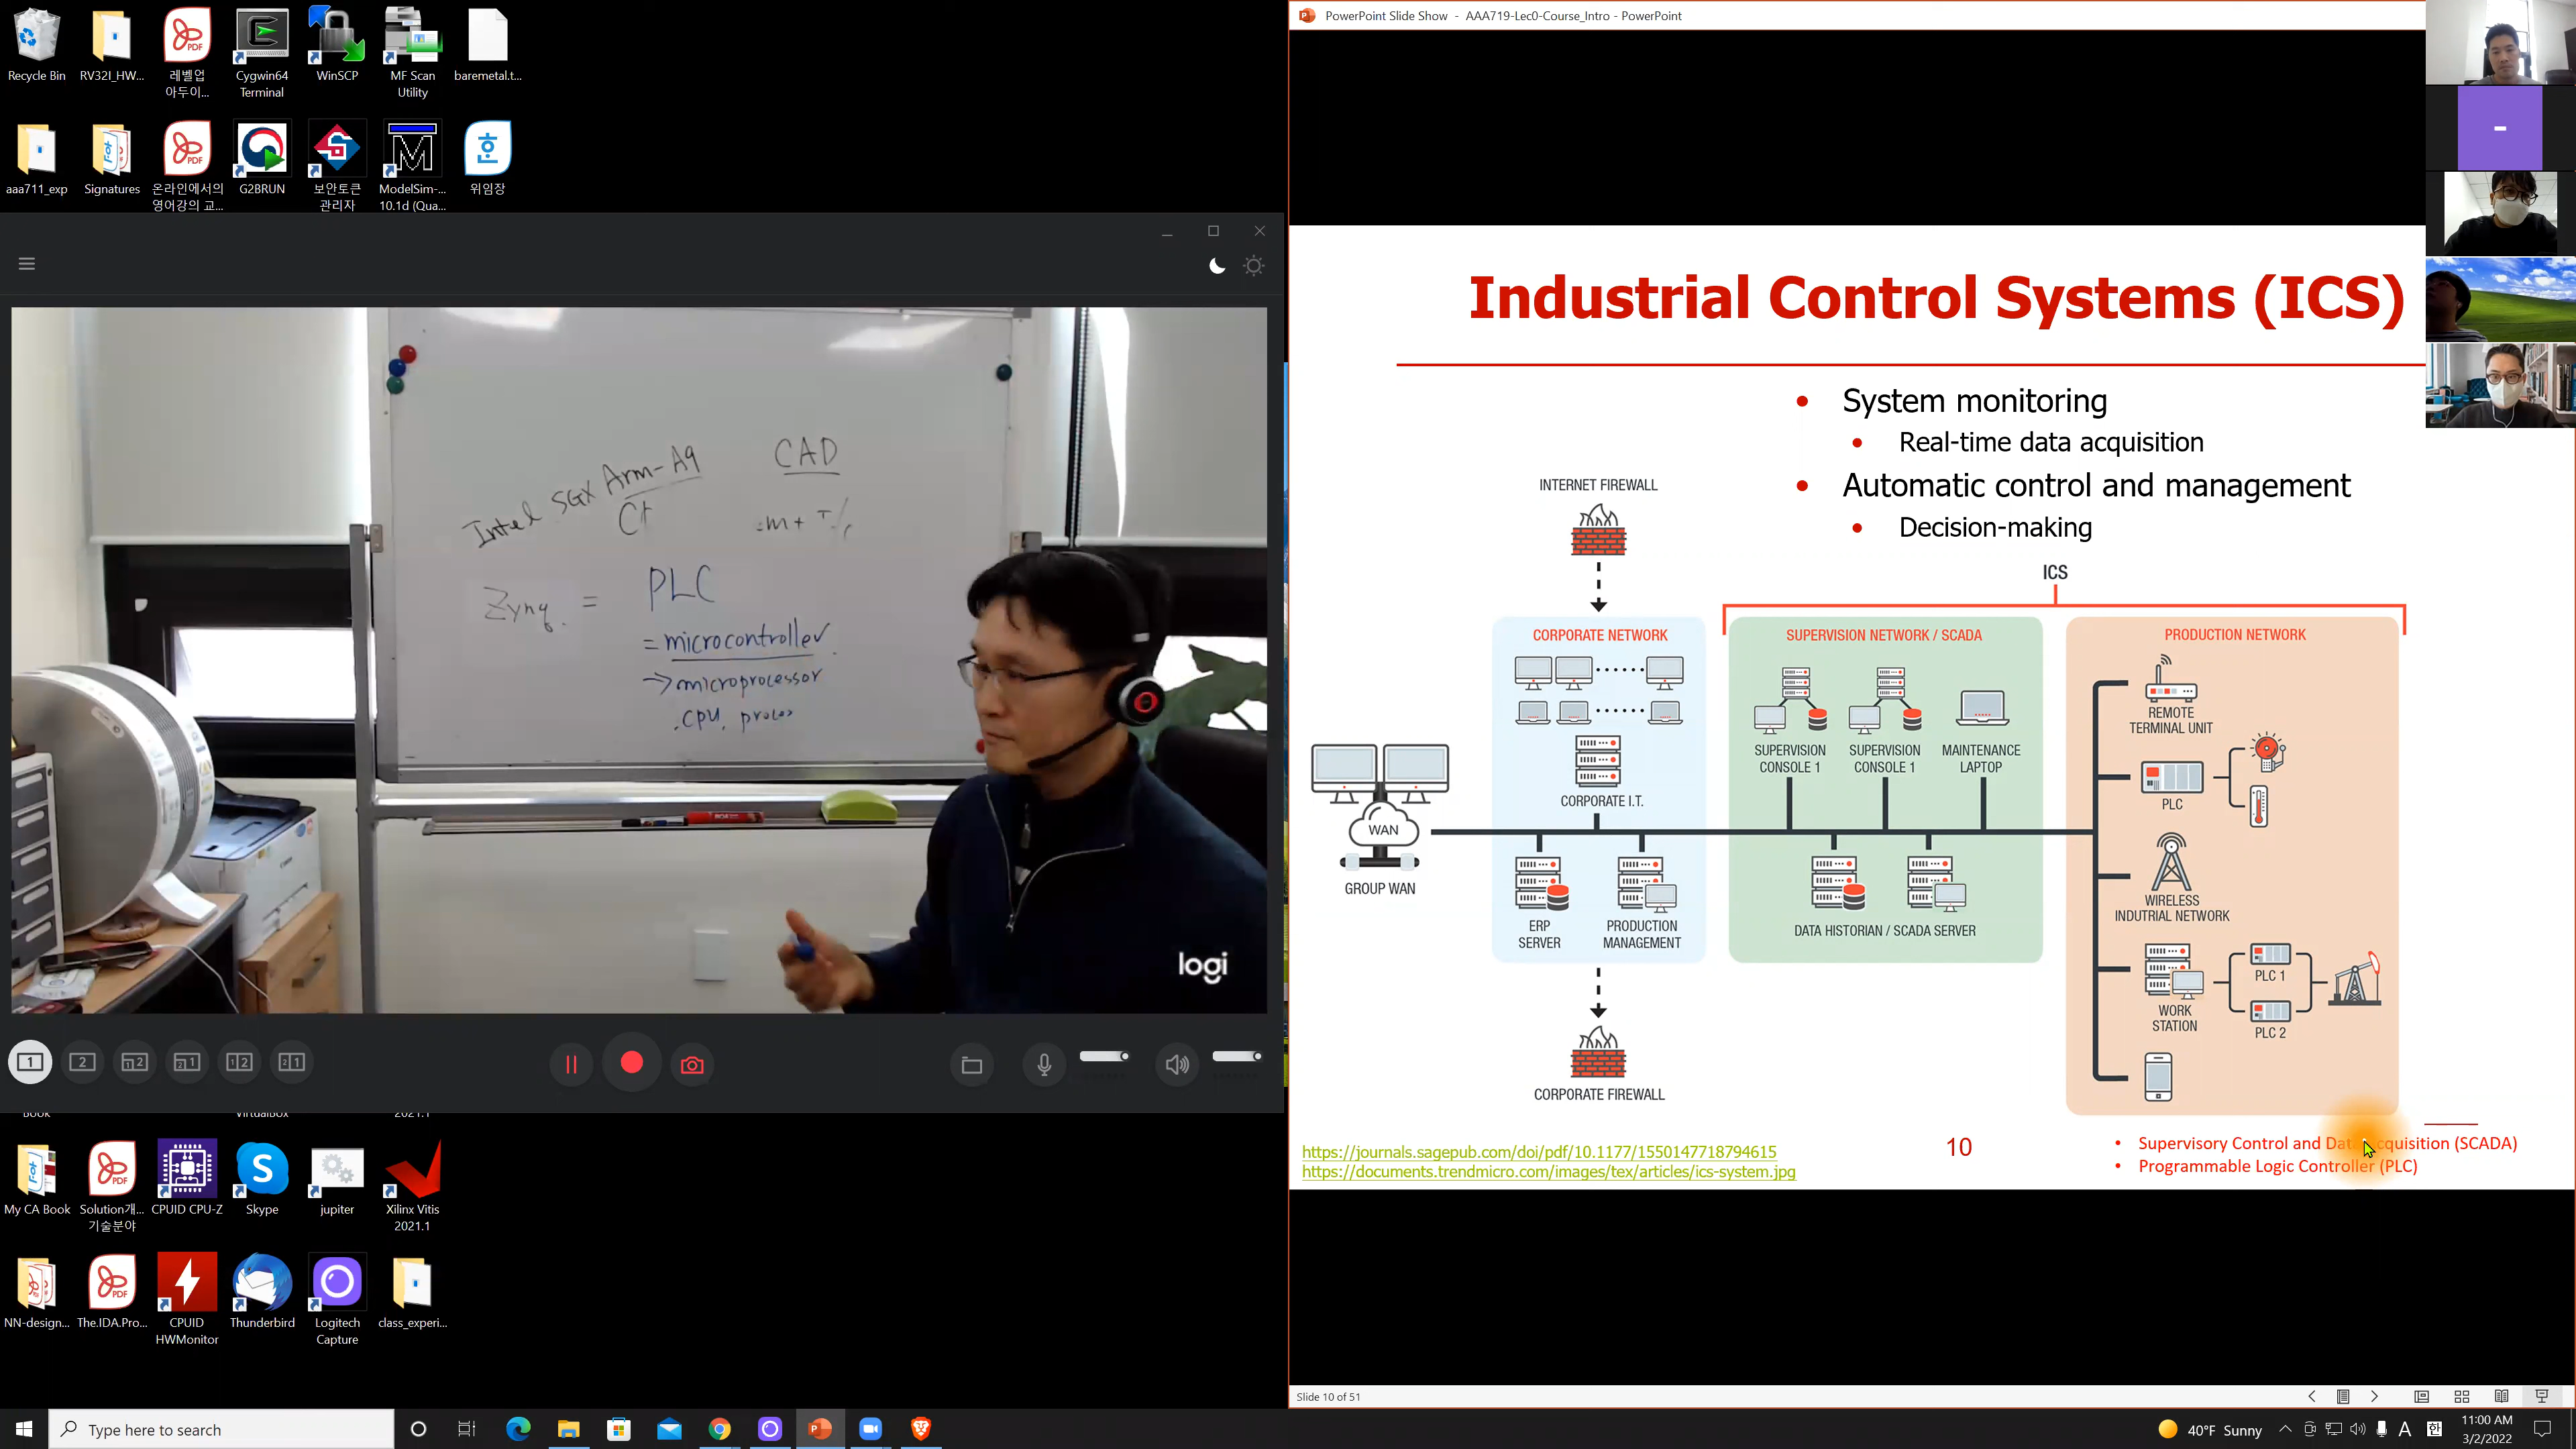 Recycle Bin
RV32I_HW...
레벨업
아두이...
Cygwin64
Terminal
WinSCP
MF Scan
Utility
baremetal.t...
aaa711_exp
Signatures
온라인에서의
영어강의 교...
G2BRUN
보안토큰
관리자
ModelSim-...
10.1d (Qua...
위임장
CAD
Intel SGX Arm-A9
Zynq. = PLC
= microcontroller.
→ microprocessor
.CPU,
logi
1
2
2021.1
My CA Book
Solution개...
기술분야
CPUID CPU-Z
Skype
jupiter
Xilinx Vitis
2021.1
NN-design...
The.IDA.Pro...
CPUID
HWMonitor
Thunderbird
Logitech
Capture
class_experi...
PowerPoint Slide Show - AAA719-Lec0-Course_Intro - PowerPoint
Industrial Control Systems (ICS)
• System monitoring
• Real-time data acquisition
• Automatic control and management
• Decision-making
INTERNET FIREWALL
ICS
CORPORATE NETWORK
SUPERVISION NETWORK / SCADA
PRODUCTION NETWORK
REMOTE
TERMINAL UNIT
SUPERVISION
CONSOLE 1
SUPERVISION
CONSOLE 1
MAINTENANCE
LAPTOP
CORPORATE I.T.
PLC
WAN
GROUP WAN
WIRELESS
INDUTRIAL NETWORK
ERP
SERVER
PRODUCTION
MANAGEMENT
DATA HISTORIAN / SCADA SERVER
PLC 1
WORK
STATION
PLC 2
CORPORATE FIREWALL
https://journals.sagepub.com/doi/pdf/10.1177/1550147718794615
https://documents.trendmicro.com/images/tex/articles/ics-system.jpg
10
• Supervisory Control and Data Acquisition (SCADA)
• Programmable Logic Controller (PLC)
Slide 10 of 51
Type here to search
40°F Sunny
A
11:00 AM
3/2/2022